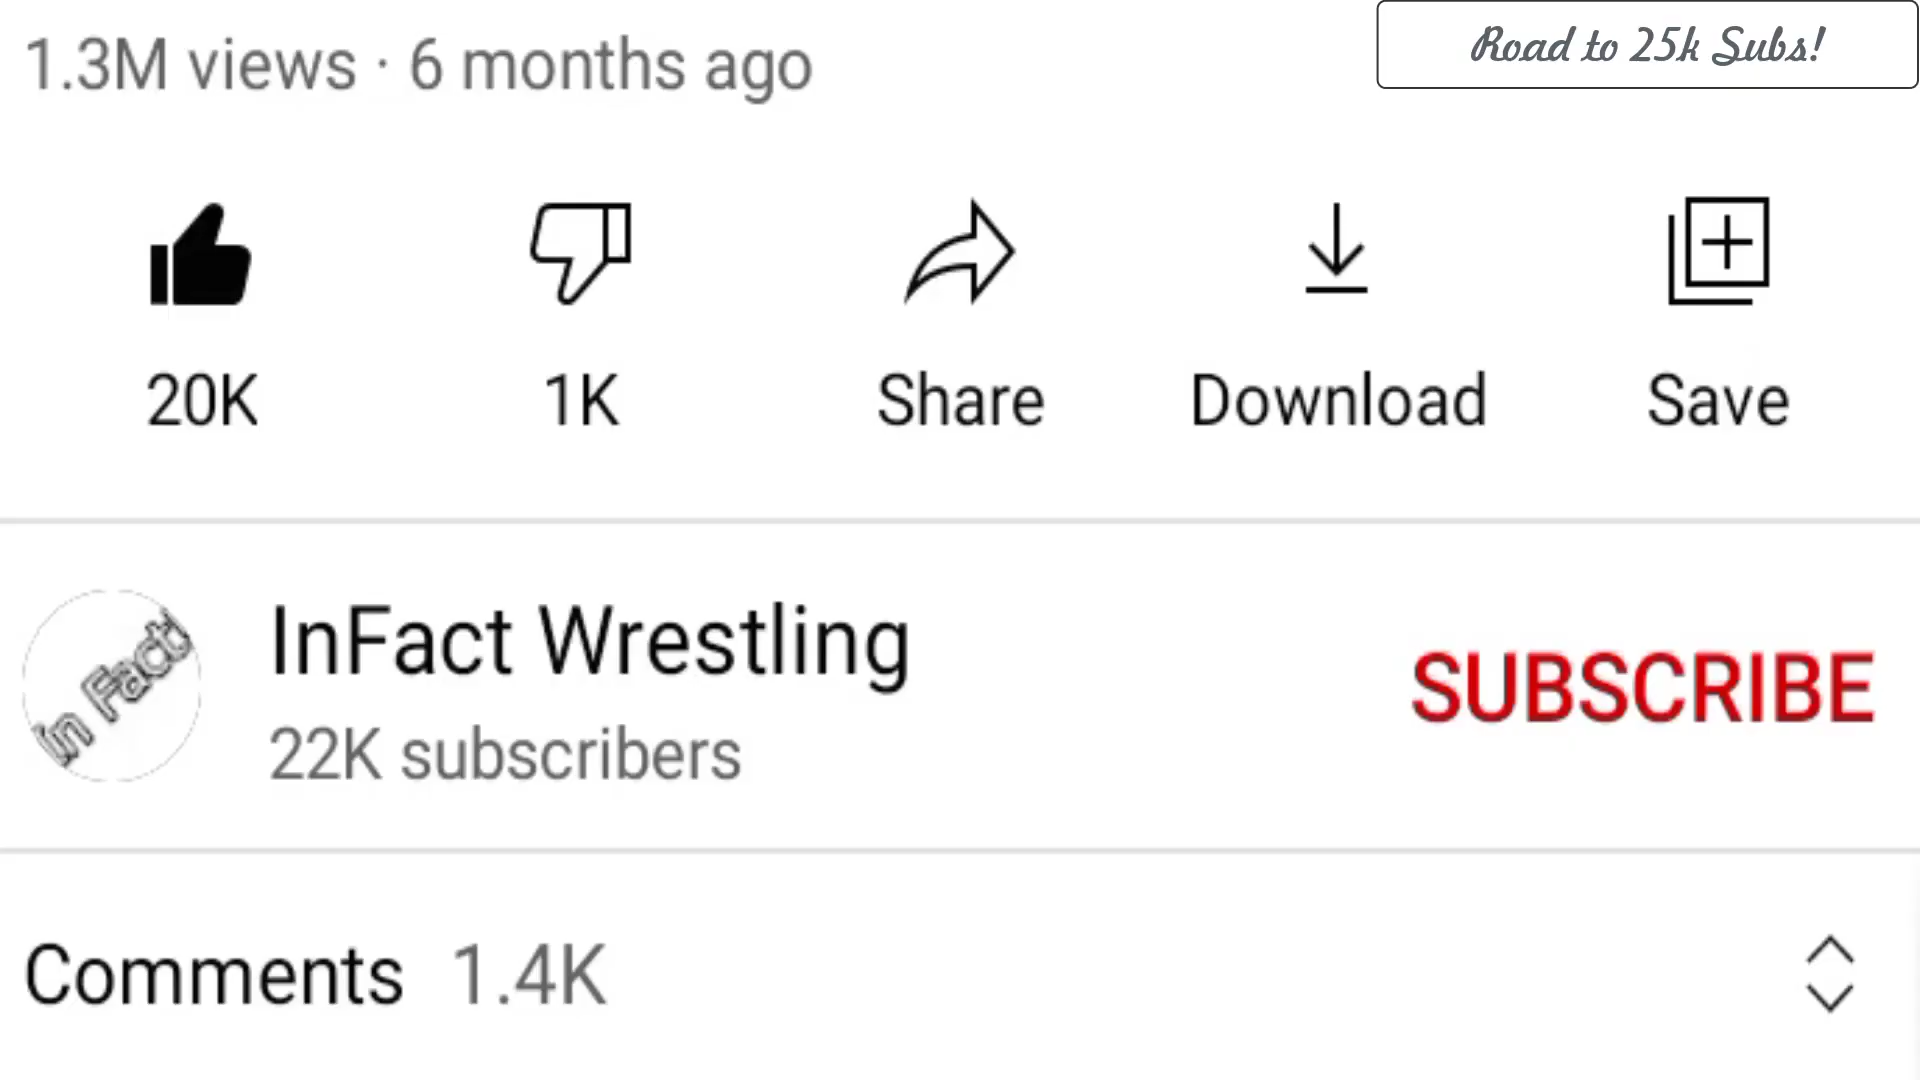 1.3M views · 6 months ago
Road to 25k Subs!
20K
1K
Share
Download
Save
In Fact!
InFact Wrestling
22K subscribers
SUBSCRIBE
Comments 1.4K